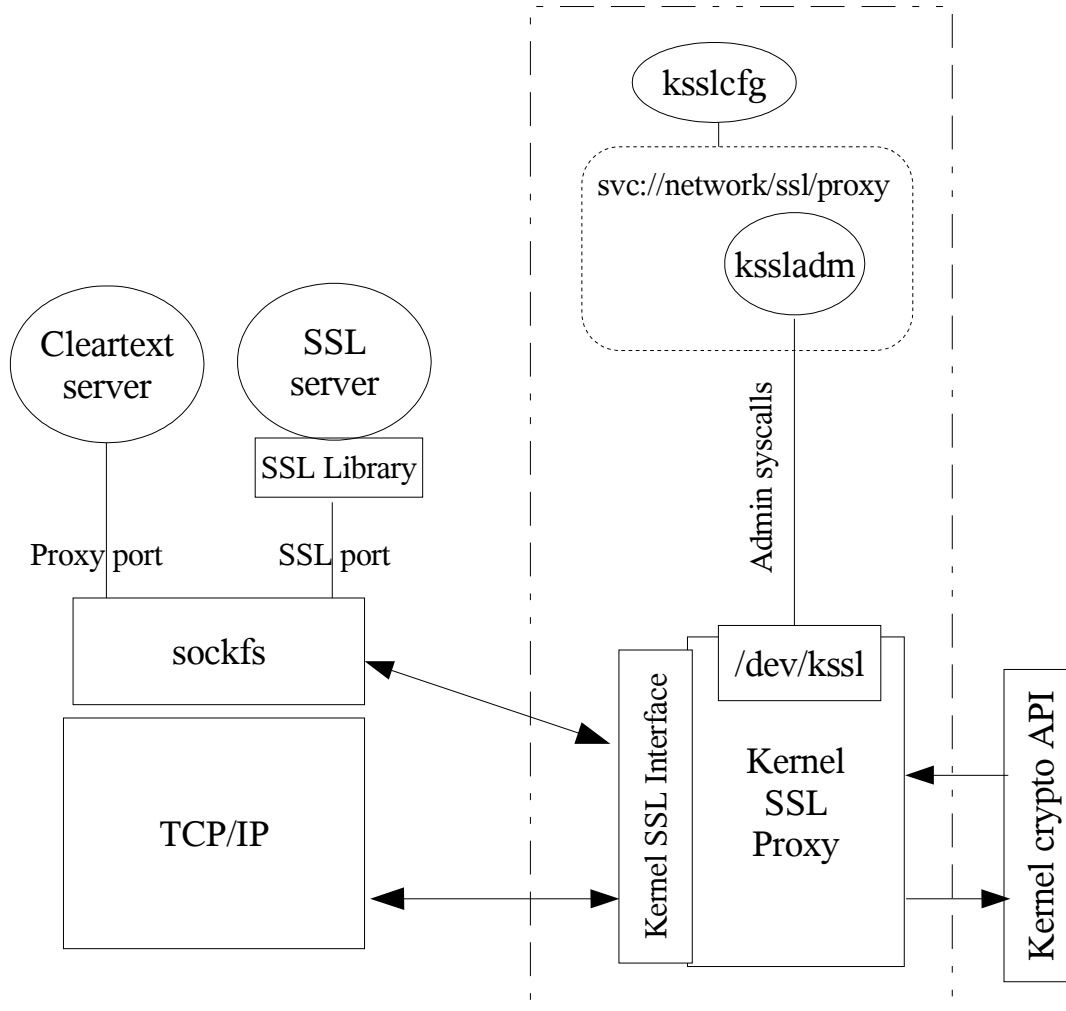 ksslcfg
svc://network/ssl/proxy
kssladm
Cleartext
server
SSL
server
SSL Library
Proxy port
SSL port
Admin syscalls
sockfs
/dev/kssl
Kernel SSL Interface
Kernel
SSL
Proxy
Kernel crypto API
TCP/IP